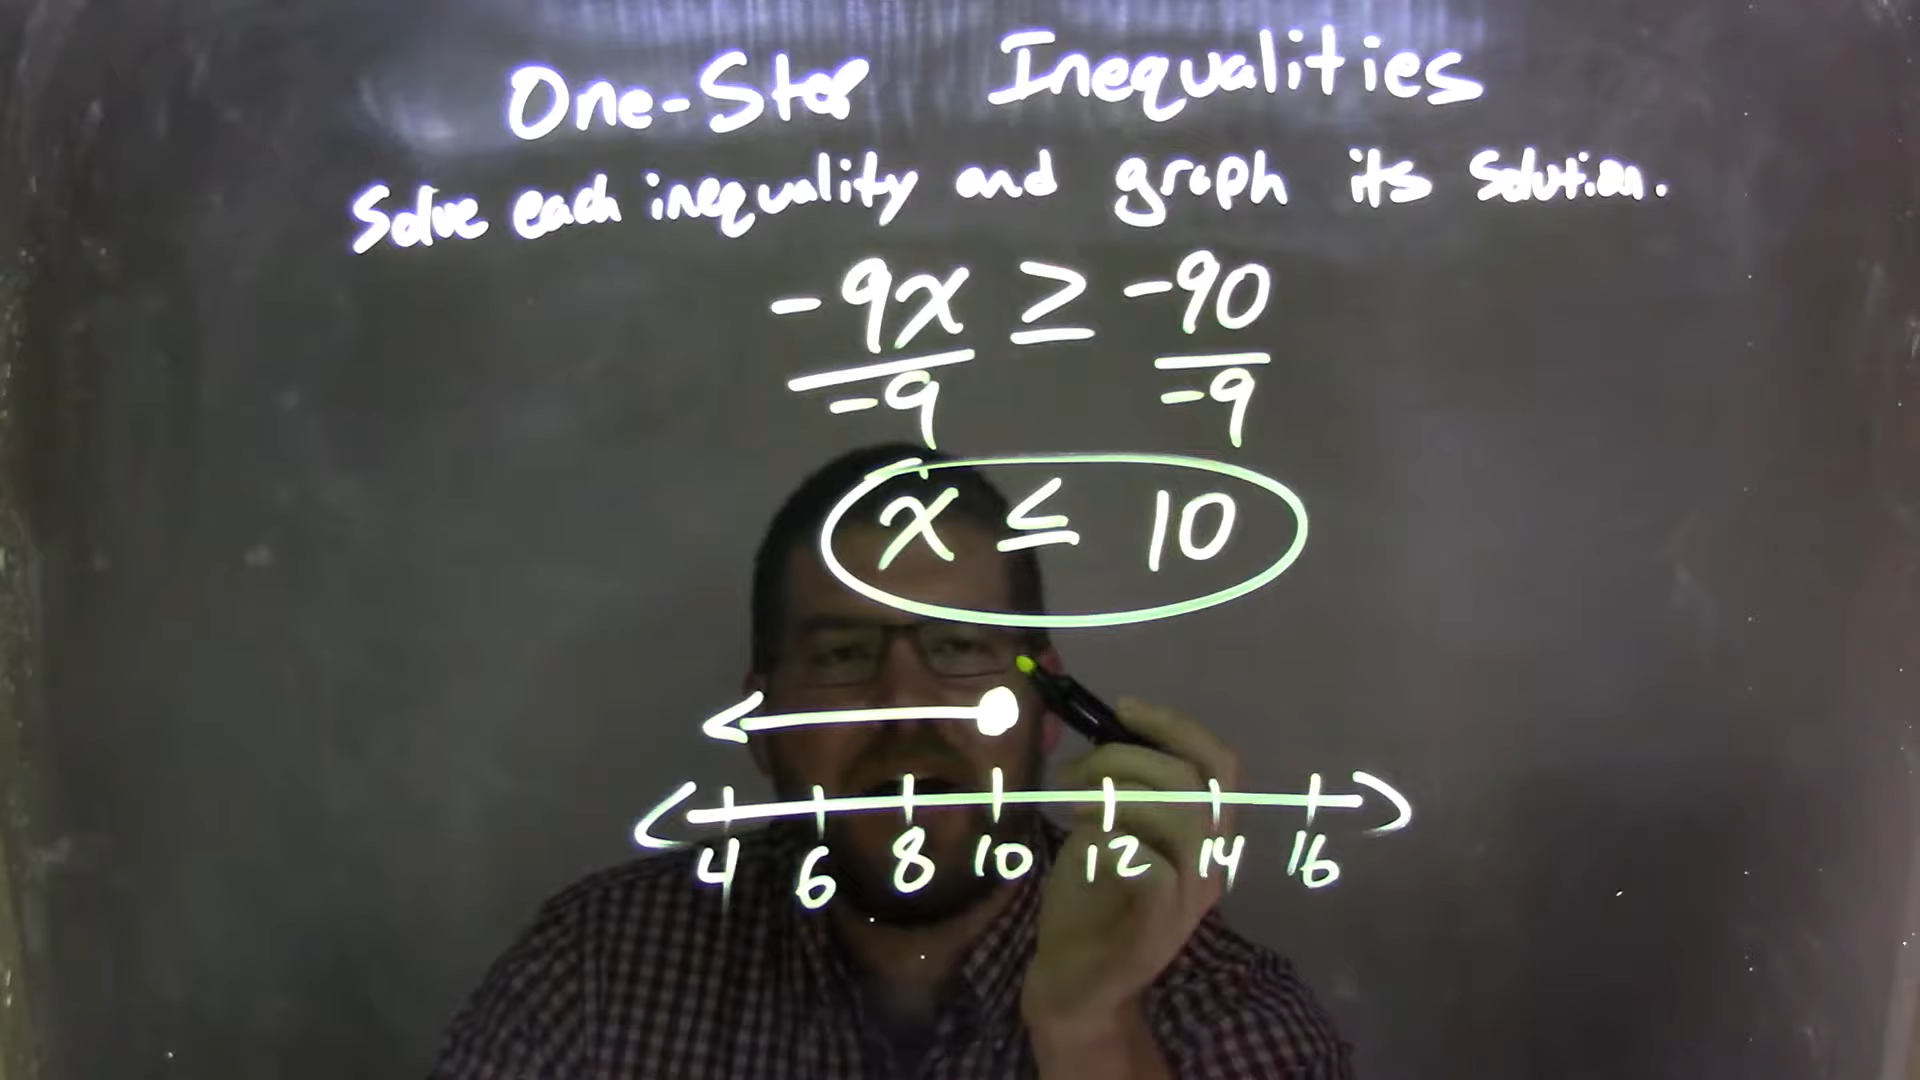 One-Step Inequalities
Solve each inequality and graph its solution.
-9x ≥ -90
-9 -9
x ≤ 10
4 6 8 10 12 14 16